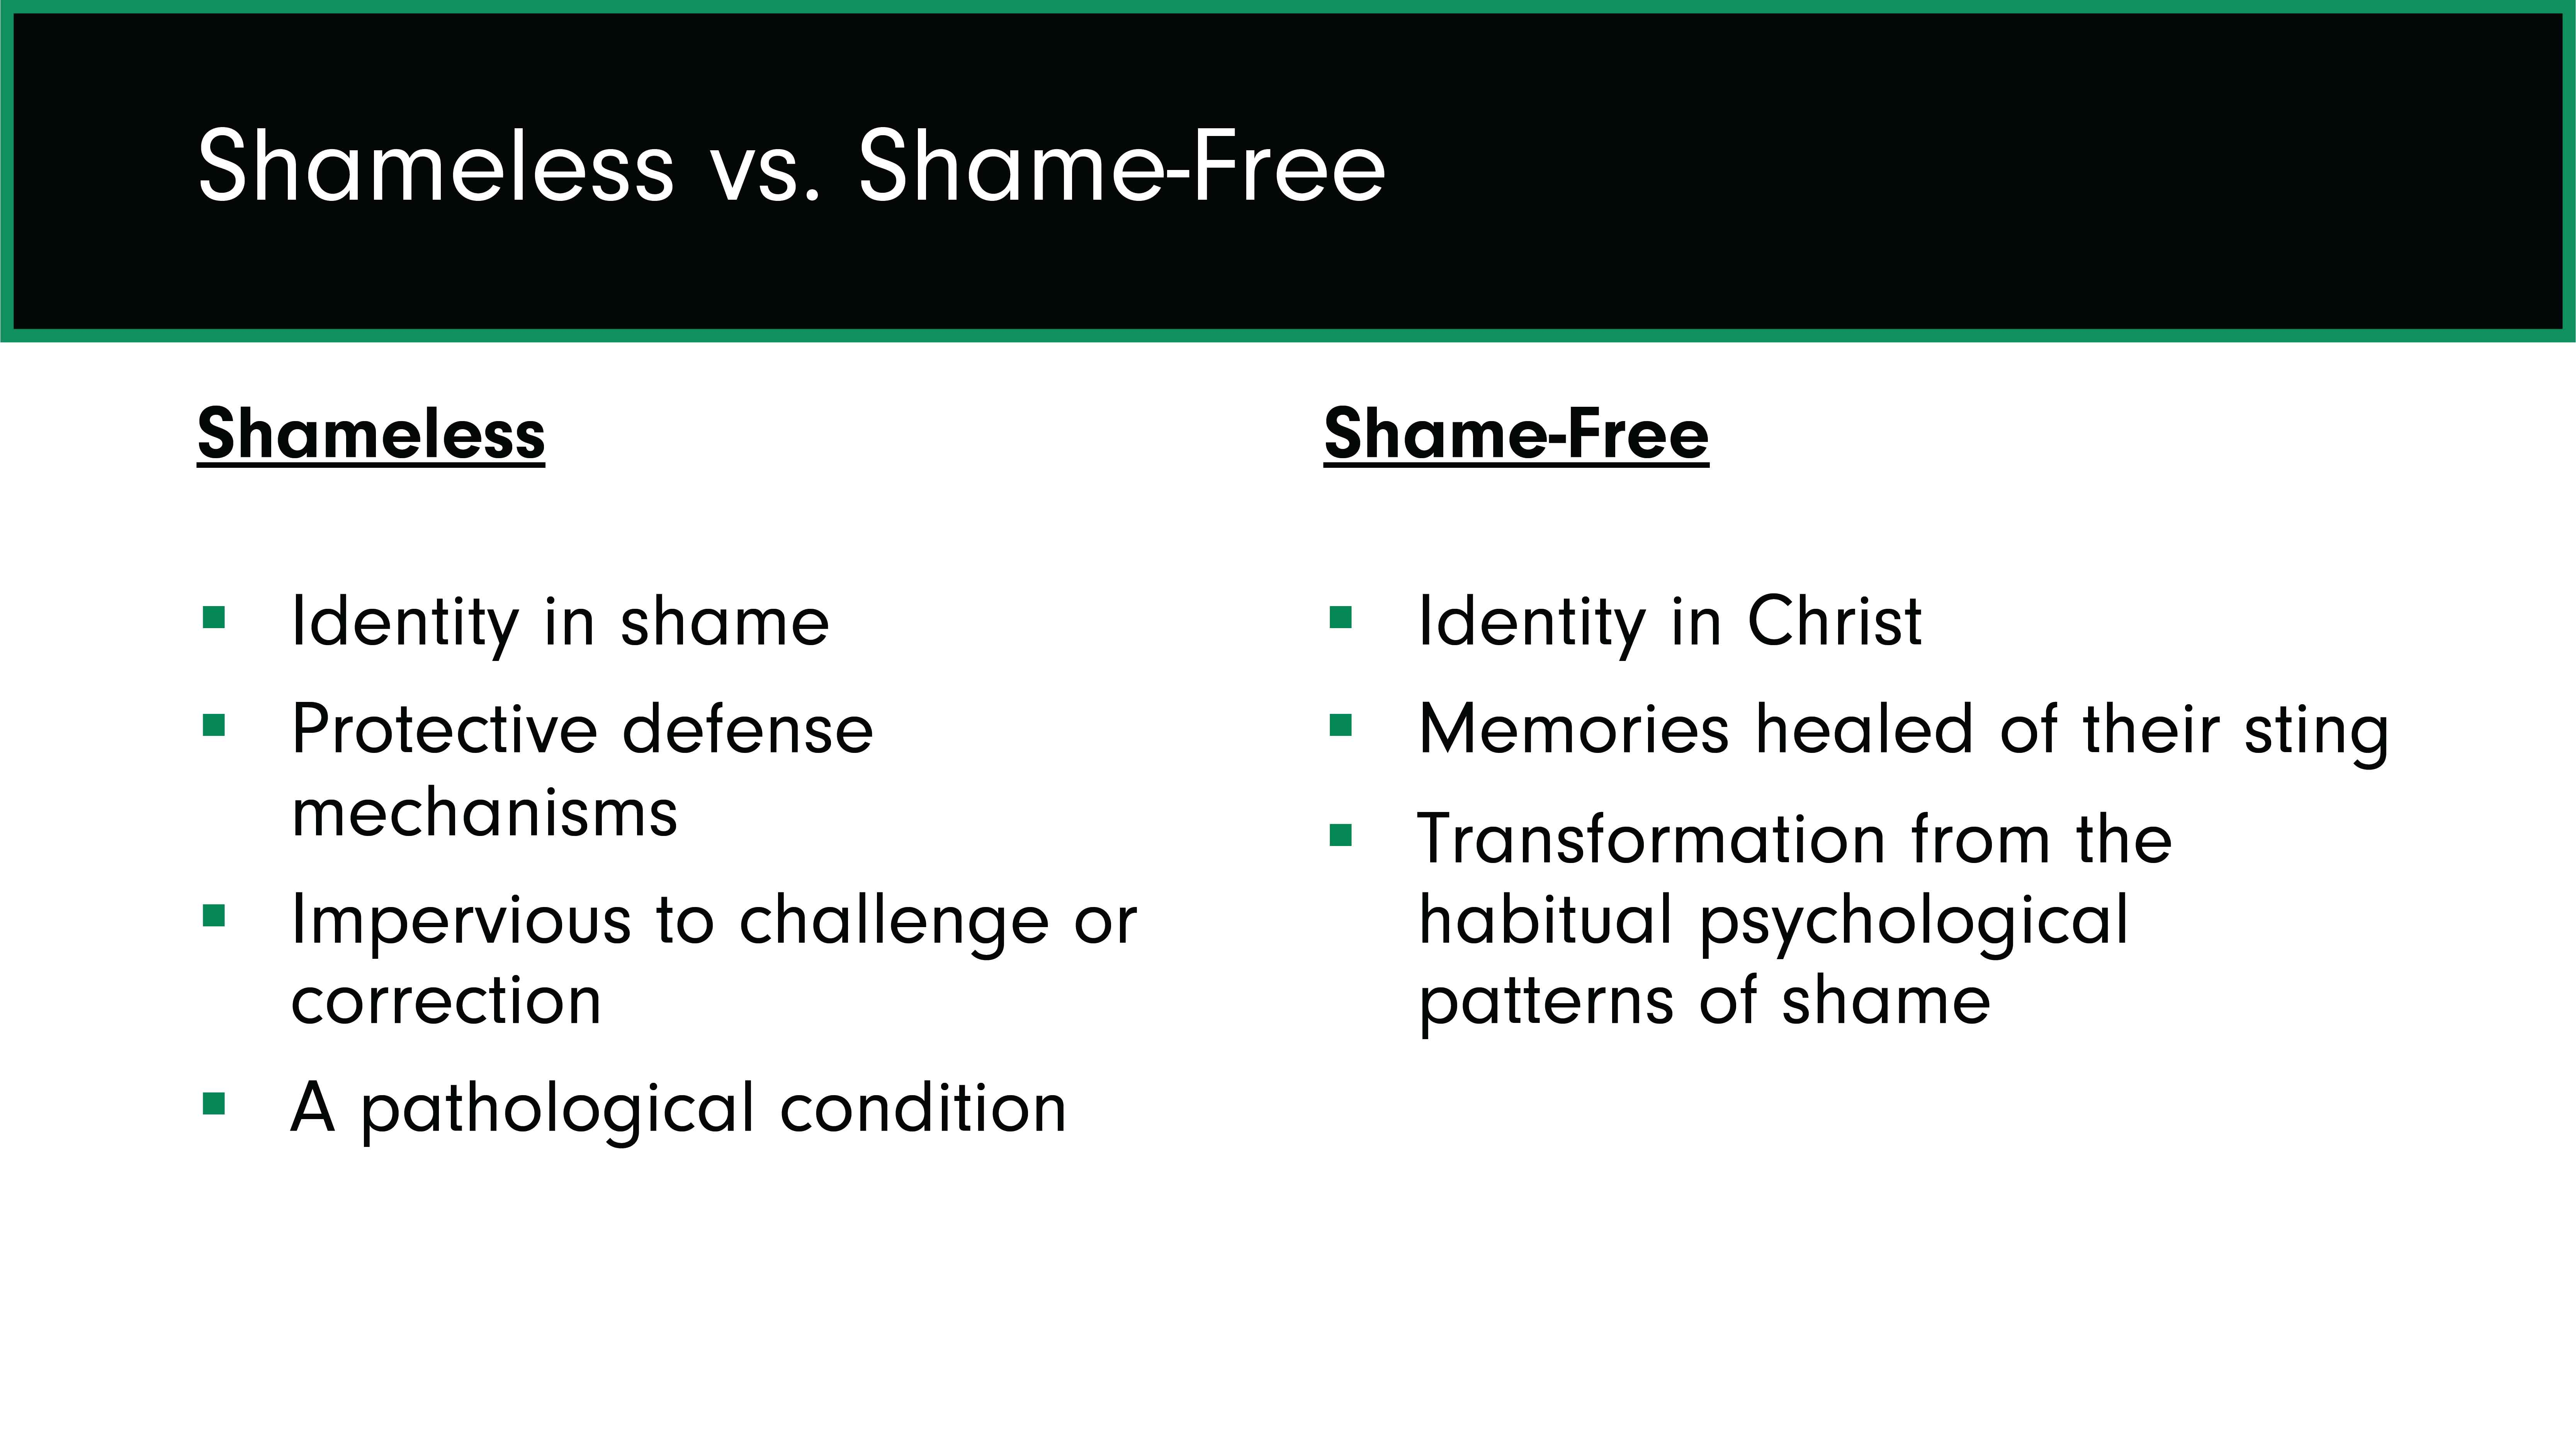 Shameless vs. Shame-Free
Shameless
Identity in shame
Protective defense
mechanisms
Impervious to challenge or
correction
A pathological condition
Shame-Free
Identity in Christ
Memories healed of their sting
Transformation from the
habitual psychological
patterns of shame